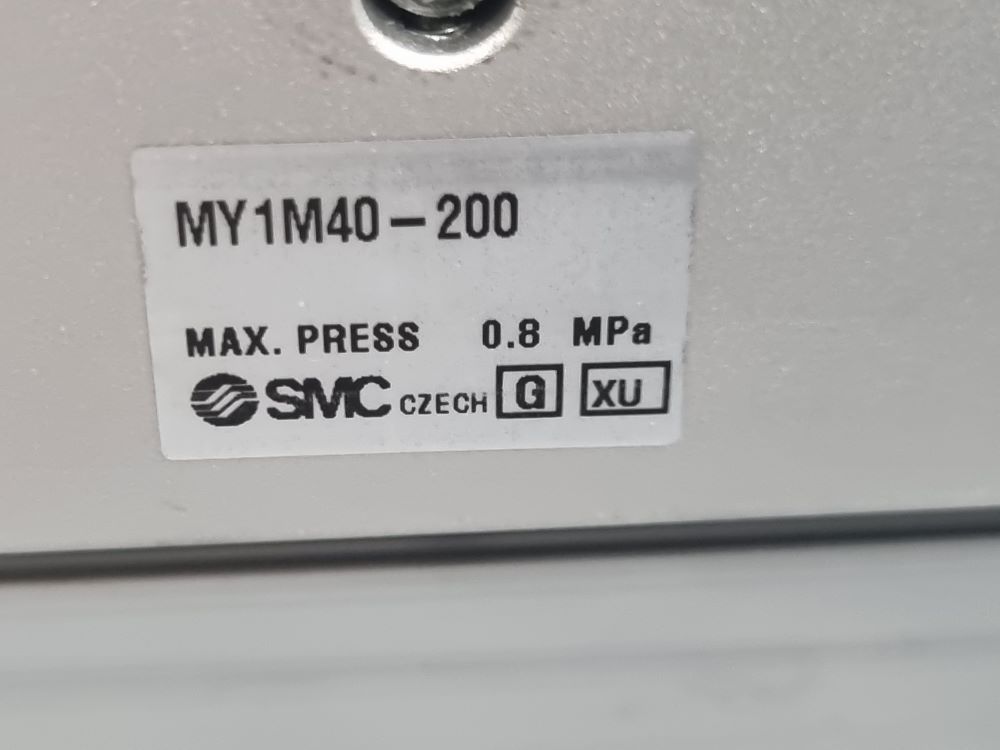 MY1M40-200
MAX. PRESS 0.8 MPa
SMC CZECH G XU